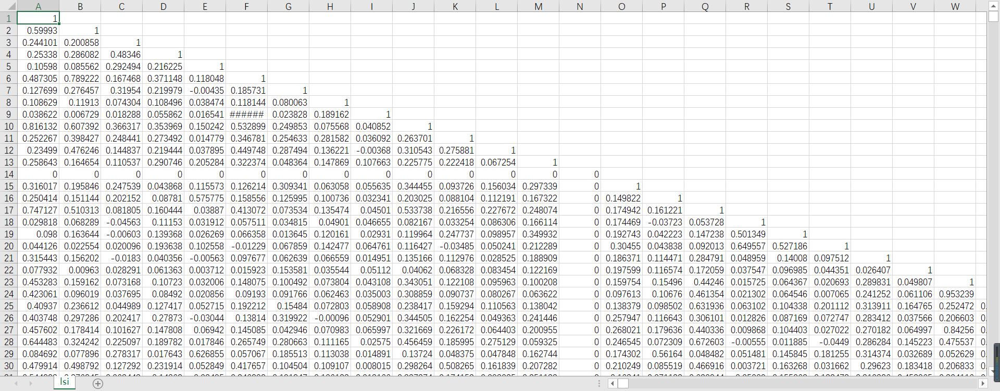 A B C D E F G H I J K L M N O P Q R S T U V W
1 1
2 0.59993 1
3 0.244101 0.200858 1
4 0.25338 0.286082 0.48346 1
5 0.10598 0.085562 0.292494 0.216225 1
6 0.487305 0.789222 0.167468 0.371148 0.118048 1
7 0.127699 0.276457 0.31954 0.219979 -0.00435 0.185731 1
8 0.108629 0.11913 0.074304 0.108496 0.038474 0.118144 0.080063 1
9 0.038622 0.006729 0.018288 0.055862 0.016541 ###### 0.023828 0.189162 1
10 0.816132 0.607392 0.366317 0.353969 0.150242 0.532899 0.249853 0.075568 0.040852 1
11 0.252267 0.398427 0.248441 0.273492 0.014779 0.346781 0.254633 0.281582 0.036092 0.263701 1
12 0.23499 0.476246 0.144837 0.219444 0.037895 0.449748 0.287494 0.136221 -0.00368 0.310543 0.275881 1
13 0.258643 0.164654 0.110537 0.290746 0.205284 0.322374 0.048364 0.147869 0.107663 0.225775 0.222418 0.067254 1
14 0 0 0 0 0 0 0 0 0 0 0 0 0 0
15 0.316017 0.195846 0.247539 0.043868 0.115573 0.126214 0.309341 0.063058 0.055635 0.344455 0.093726 0.156034 0.297339 0 1
16 0.250414 0.151144 0.202152 0.08781 0.575775 0.158556 0.125995 0.100736 0.032341 0.203025 0.088104 0.112191 0.167322 0 0.149822 1
17 0.747127 0.510313 0.081805 0.160444 0.03887 0.413072 0.073534 0.135474 0.04501 0.533738 0.216556 0.227672 0.248074 0 0.174942 0.161221 1
18 0.029818 0.068289 -0.04563 0.11153 0.031912 0.057511 0.034815 0.04901 0.046655 0.082167 0.033254 0.086306 0.166114 0 0.174469 -0.03723 0.053728 1
19 0.098 0.163644 -0.00603 0.139368 0.026269 0.066358 0.013645 0.120161 0.02931 0.119964 0.247737 0.098957 0.349932 0 0.192743 0.042223 0.147238 0.501349 1
20 0.044126 0.022554 0.020096 0.193638 0.102558 -0.01229 0.067859 0.142477 0.064761 0.116427 -0.03485 0.050241 0.212289 0 0.30455 0.043838 0.092013 0.649557 0.527186 1
21 0.315443 0.156202 -0.0183 0.040356 -0.00563 0.097677 0.062639 0.066559 0.014951 0.135166 0.112976 0.028525 0.188909 0 0.186371 0.114471 0.284791 0.048959 0.14008 0.097512 1
22 0.077932 0.00963 0.028291 0.061363 0.003712 0.015923 0.153581 0.035544 0.05112 0.04062 0.068328 0.083454 0.122169 0 0.197599 0.116574 0.172059 0.037547 0.096985 0.044351 0.026407 1
23 0.453283 0.159162 0.073168 0.10723 0.032006 0.148075 0.100492 0.073804 0.043108 0.343051 0.122108 0.095963 0.100208 0 0.159754 0.15496 0.44246 0.015725 0.064367 0.020693 0.289831 0.049807 1
24 0.423061 0.096019 0.037695 0.08492 0.020856 0.09193 0.091766 0.062463 0.035003 0.308859 0.090737 0.080267 0.063622 0 0.097613 0.10676 0.461354 0.021302 0.064546 0.007065 0.241252 0.061106 0.953239
25 0.40937 0.236612 0.044989 0.127417 0.052715 0.192212 0.15484 0.072803 0.058908 0.238417 0.159294 0.110563 0.138042 0 0.138379 0.098502 0.631936 0.063102 0.104338 0.201112 0.313911 0.164765 0.252472 0.
26 0.403748 0.297286 0.202417 0.27873 -0.03044 0.13814 0.319922 -0.00096 0.052901 0.344505 0.162254 0.049363 0.241446 0 0.257947 0.116643 0.306101 0.012826 0.087169 0.072747 0.283412 0.037566 0.206603 0.
27 0.457602 0.178414 0.101627 0.147808 0.06942 0.145085 0.042946 0.070983 0.065997 0.321669 0.226172 0.064403 0.200955 0 0.268021 0.179636 0.440336 0.009868 0.104403 0.027022 0.270182 0.064997 0.84256 0.
28 0.644483 0.324242 0.225097 0.189782 0.017846 0.265749 0.280663 0.111165 0.02575 0.456459 0.185995 0.275129 0.059325 0 0.246545 0.072309 0.672603 -0.00555 0.011885 -0.0449 0.286284 0.145223 0.475537 0.
29 0.084692 0.077896 0.278317 0.017643 0.626855 0.057067 0.185513 0.113038 0.014891 0.13724 0.048375 0.047848 0.162744 0 0.174302 0.56164 0.048482 0.051481 0.145845 0.181255 0.314374 0.032689 0.052629 0.
30 0.479914 0.498792 0.127292 0.231914 0.052849 0.417657 0.104504 0.109107 0.008015 0.298264 0.508265 0.161839 0.207282 0 0.210249 0.085519 0.466916 0.003721 0.163268 0.031662 0.29623 0.183418 0.206833 0.
lsi